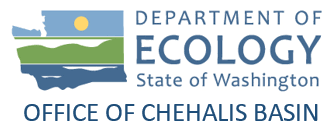 DEPARTMENT OF
ECOLOGY
State of Washington
OFFICE OF CHEHALIS BASIN